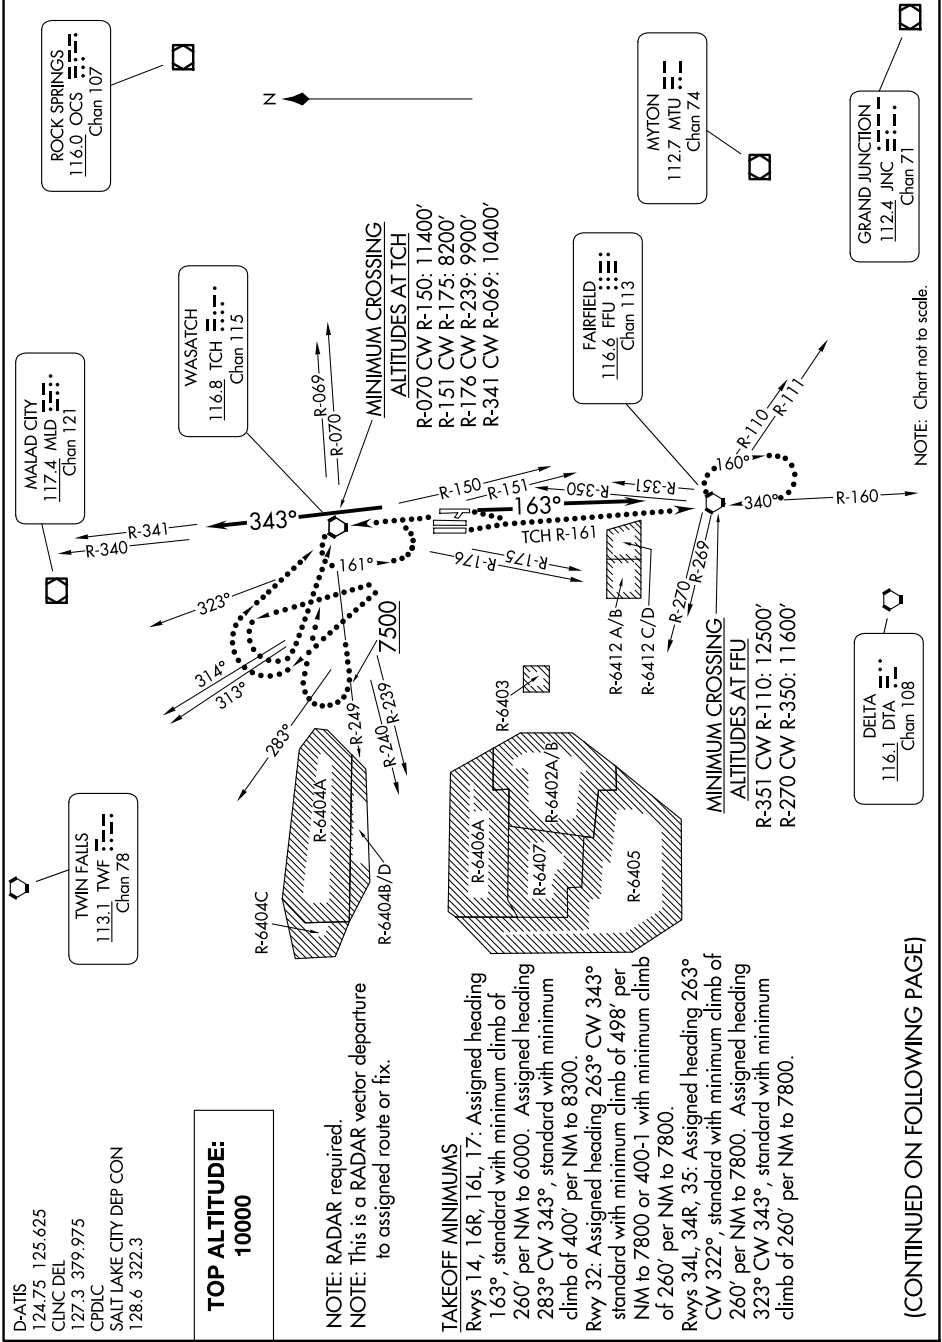 D-ATIS
124.75 125.625
CLNC DEL
127.3 379.975
CPDLC
SALT LAKE CITY DEP CON
128.6 322.3
TOP ALTITUDE:
10000
NOTE: RADAR required.
NOTE: This is a RADAR vector departure
to assigned route or fix.
TAKEOFF MINIMUMS
Rwys 14, 16R, 16L, 17: Assigned heading
163°, standard with minimum climb of
260' per NM to 6000. Assigned heading
283° CW 343°, standard with minimum
climb of 400' per NM to 8300.
Rwy 32: Assigned heading 263° CW 343°
standard with minimum climb of 498' per
NM to 7800 or 400-1 with minimum climb
of 260' per NM to 7800.
Rwys 34L, 34R, 35: Assigned heading 263°
CW 322°, standard with minimum climb of
260' per NM to 7800. Assigned heading
323° CW 343°, standard with minimum
climb of 260' per NM to 7800.
(CONTINUED ON FOLLOWING PAGE)
TWIN FALLS
113.1 TWF
Chan 78
MALAD CITY
117.4 MLD
Chan 121
ROCK SPRINGS
116.0 OCS
Chan 107
WASATCH
116.8 TCH
Chan 115
N
R-340
R-341
343°
323°
314°
313°
283°
161°
R-249
R-240
R-239
7500
R-069
R-070
MINIMUM CROSSING
ALTITUDES AT TCH
R-070 CW R-150: 11400'
R-151 CW R-175: 8200'
R-176 CW R-239: 9900'
R-341 CW R-069: 10400'
R-150
R-151
R-176
R-175
163°
TCH R-161
R-350
R-351
R-6404A
R-6404C
R-6404B/D
R-6406A
R-6402A/B
R-6407
R-6405
R-6403
R-6412 A/B
R-6412 C/D
FAIRFIELD
116.6 FFU
Chan 113
MYTON
112.7 MTU
Chan 74
160°
340°
R-110
R-111
R-160
R-270
R-269
MINIMUM CROSSING
ALTITUDES AT FFU
R-351 CW R-110: 12500'
R-270 CW R-350: 11600'
DELTA
116.1 DTA
Chan 108
GRAND JUNCTION
112.4 JNC
Chan 71
NOTE: Chart not to scale.